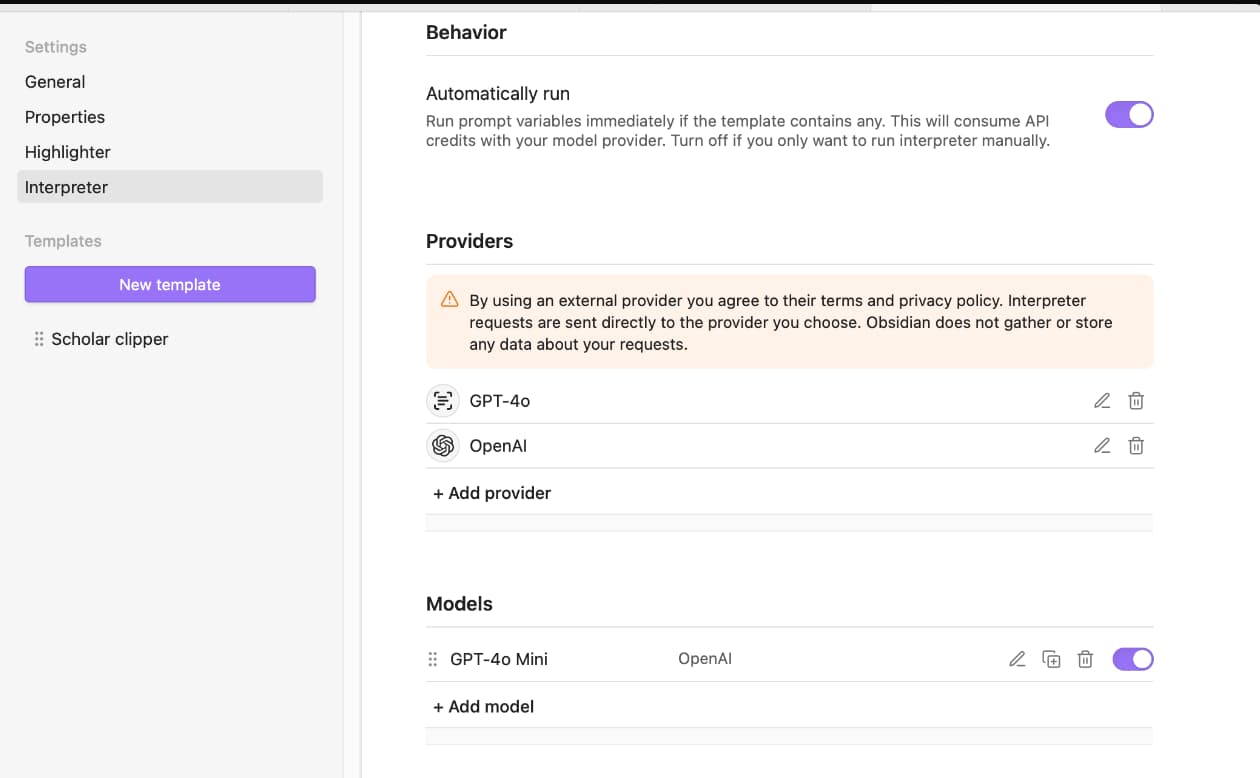 Settings
General
Properties
Highlighter
Interpreter
Templates
New template
Scholar clipper
Behavior
Automatically run
Run prompt variables immediately if the template contains any. This will consume API
credits with your model provider. Turn off if you only want to run interpreter manually.
Providers
By using an external provider you agree to their terms and privacy policy. Interpreter
requests are sent directly to the provider you choose. Obsidian does not gather or store
any data about your requests.
GPT-4o
OpenAI
+ Add provider
Models
GPT-4o Mini OpenAI
+ Add model